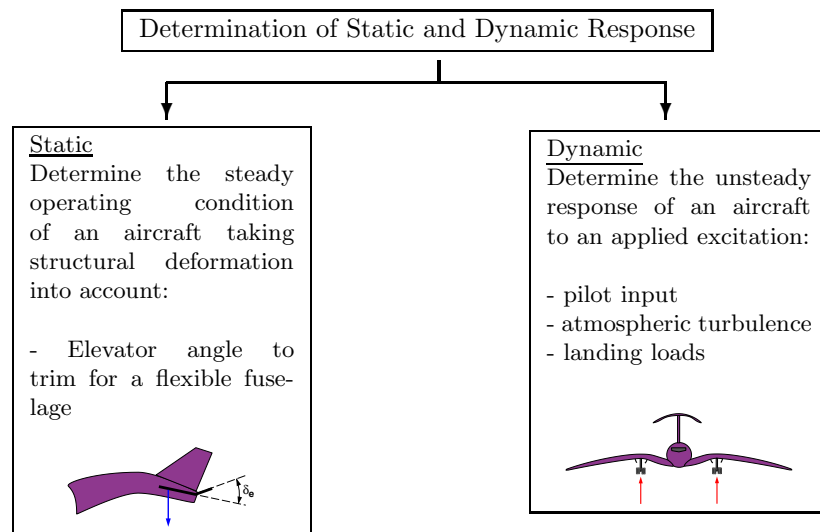 Determination of Static and Dynamic Response
Static
Determine the steady
operating condition
of an aircraft taking
structural deformation
into account:
- Elevator angle to
trim for a flexible fuse-
lage
δe
Dynamic
Determine the unsteady
response of an aircraft
to an applied excitation:
- pilot input
- atmospheric turbulence
- landing loads